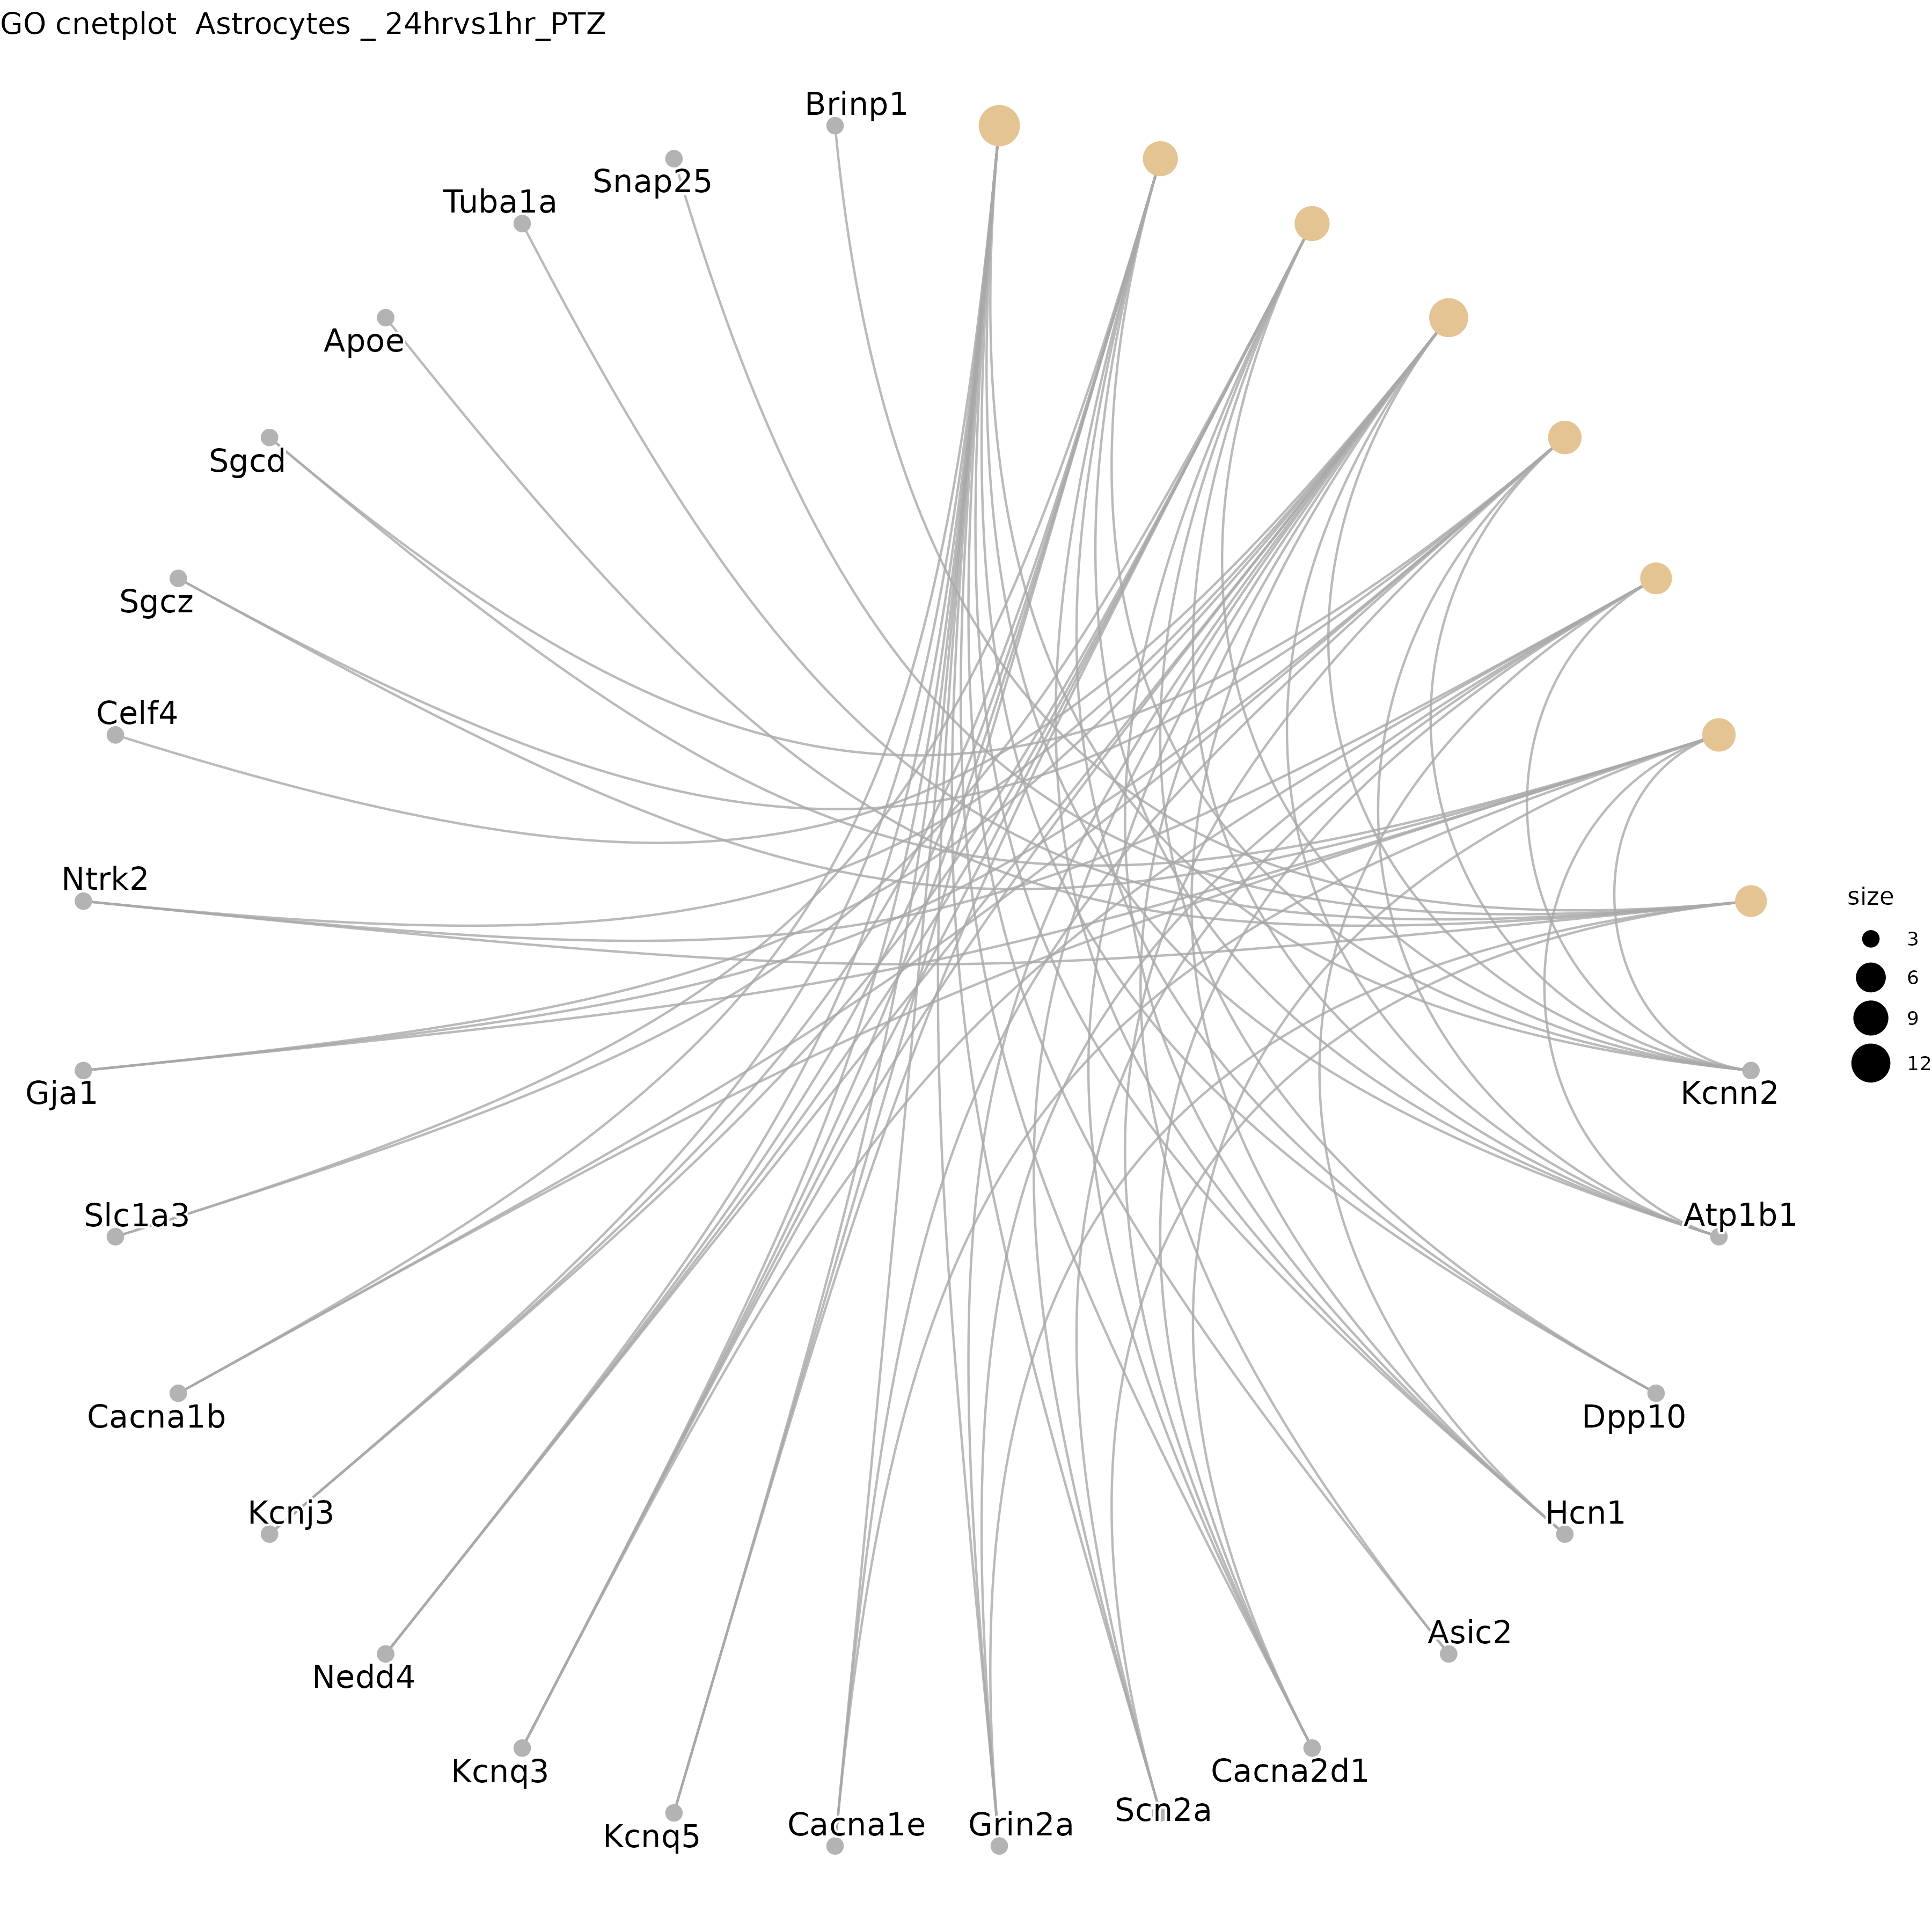 GO cnetplot  Astrocytes _ 24hrvs1hr_PTZ
Brinp1
Snap25
Tuba1a
Apoe
Sgcd
Sgcz
Celf4
Ntrk2
Gja1
Slc1a3
Cacna1b
Kcnj3
Nedd4
Kcnq3
Kcnq5
Cacna1e
Grin2a
Scn2a
Cacna2d1
Asic2
Hcn1
Dpp10
Atp1b1
Kcnn2
size
3
6
9
12